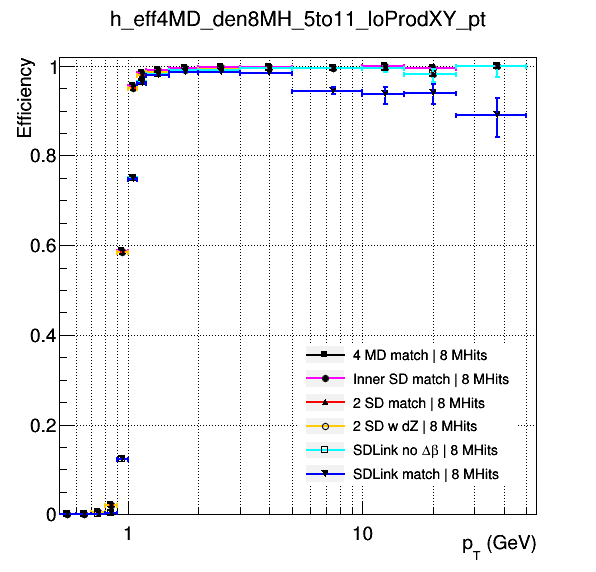 h_eff4MD_den8MH_5to11_loProdXY_pt
Efficiency
1
0.8
0.6
0.4
0.2
0
4 MD match | 8 MHits
Inner SD match | 8 MHits
2 SD match | 8 MHits
2 SD w dZ | 8 MHits
SDLink no Δβ | 8 MHits
SDLink match | 8 MHits
1
10
p_T (GeV)